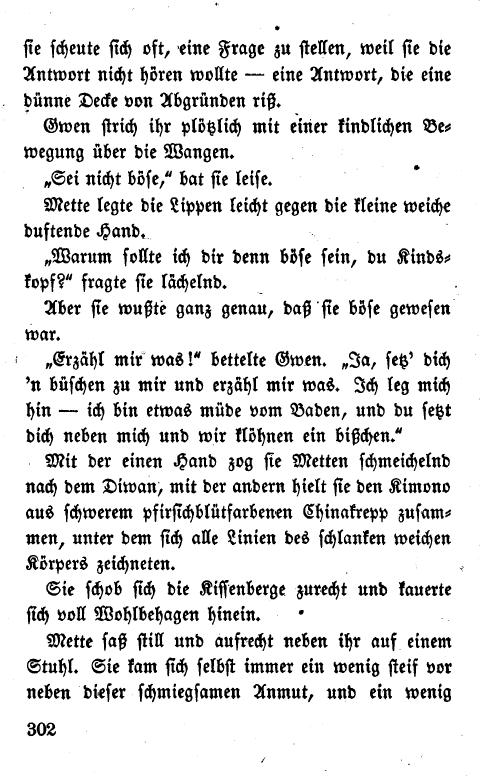 sie scheute sich oft, eine Frage zu stellen, weil sie die
Antwort nicht hören wollte — eine Antwort, die eine
dünne Decke von Abgründen riß.
Gwen strich ihr plötzlich mit einer kindlichen Be-
wegung über die Wangen.
„Sei nicht böse,“ bat sie leise.
Mette legte die Lippen leicht gegen die kleine weiche
duftende Hand.
„Warum sollte ich dir denn böse sein, du Kinds-
kopf?“ fragte sie lächelnd.
Aber sie wußte ganz genau, daß sie böse gewesen
war.
„Erzähl mir was!“ bettelte Gwen. „Ja, setz’ dich
’n büschen zu mir und erzähl mir was. Ich leg mich
hin — ich bin etwas müde vom Baden, und du setzt
dich neben mich und wir klöhnen ein bißchen.“
Mit der einen Hand zog sie Metten schmeichelnd
nach dem Diwan, mit der andern hielt sie den Kimono
aus schwerem pfirsichblütfarbenen Chinakrepp zusam-
men, unter dem sich alle Linien des schlanken weichen
Körpers zeichneten.
Sie schob sich die Kissenberge zurecht und kauerte
sich voll Wohlbehagen hinein.
Mette saß still und aufrecht neben ihr auf einem
Stuhl. Sie kam sich selbst immer ein wenig steif vor
neben dieser schmiegsamen Anmut, und ein wenig
302